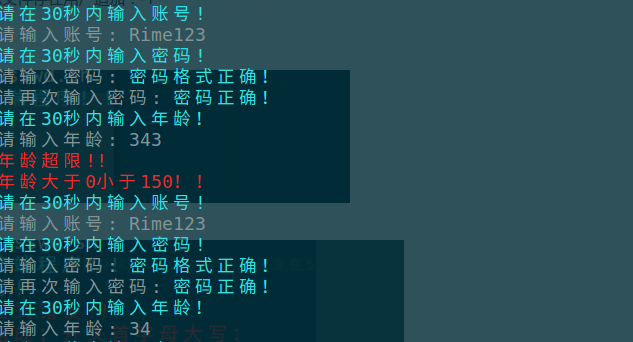 请在30秒内输入账号!
请输入账号: Rime123
请在30秒内输入密码!
请输入密码: 密码格式正确!
请再次输入密码: 密码正确!
请在30秒内输入年龄!
请输入年龄: 343
年龄超限!!
年龄大于0小于150! !
请在30秒内输入账号!
请输入账号: Rime123
请在30秒内输入密码!
请输入密码: 密码格式正确!
请再次输入密码: 密码正确!
请在30秒内输入年龄!
请输入年龄: 34